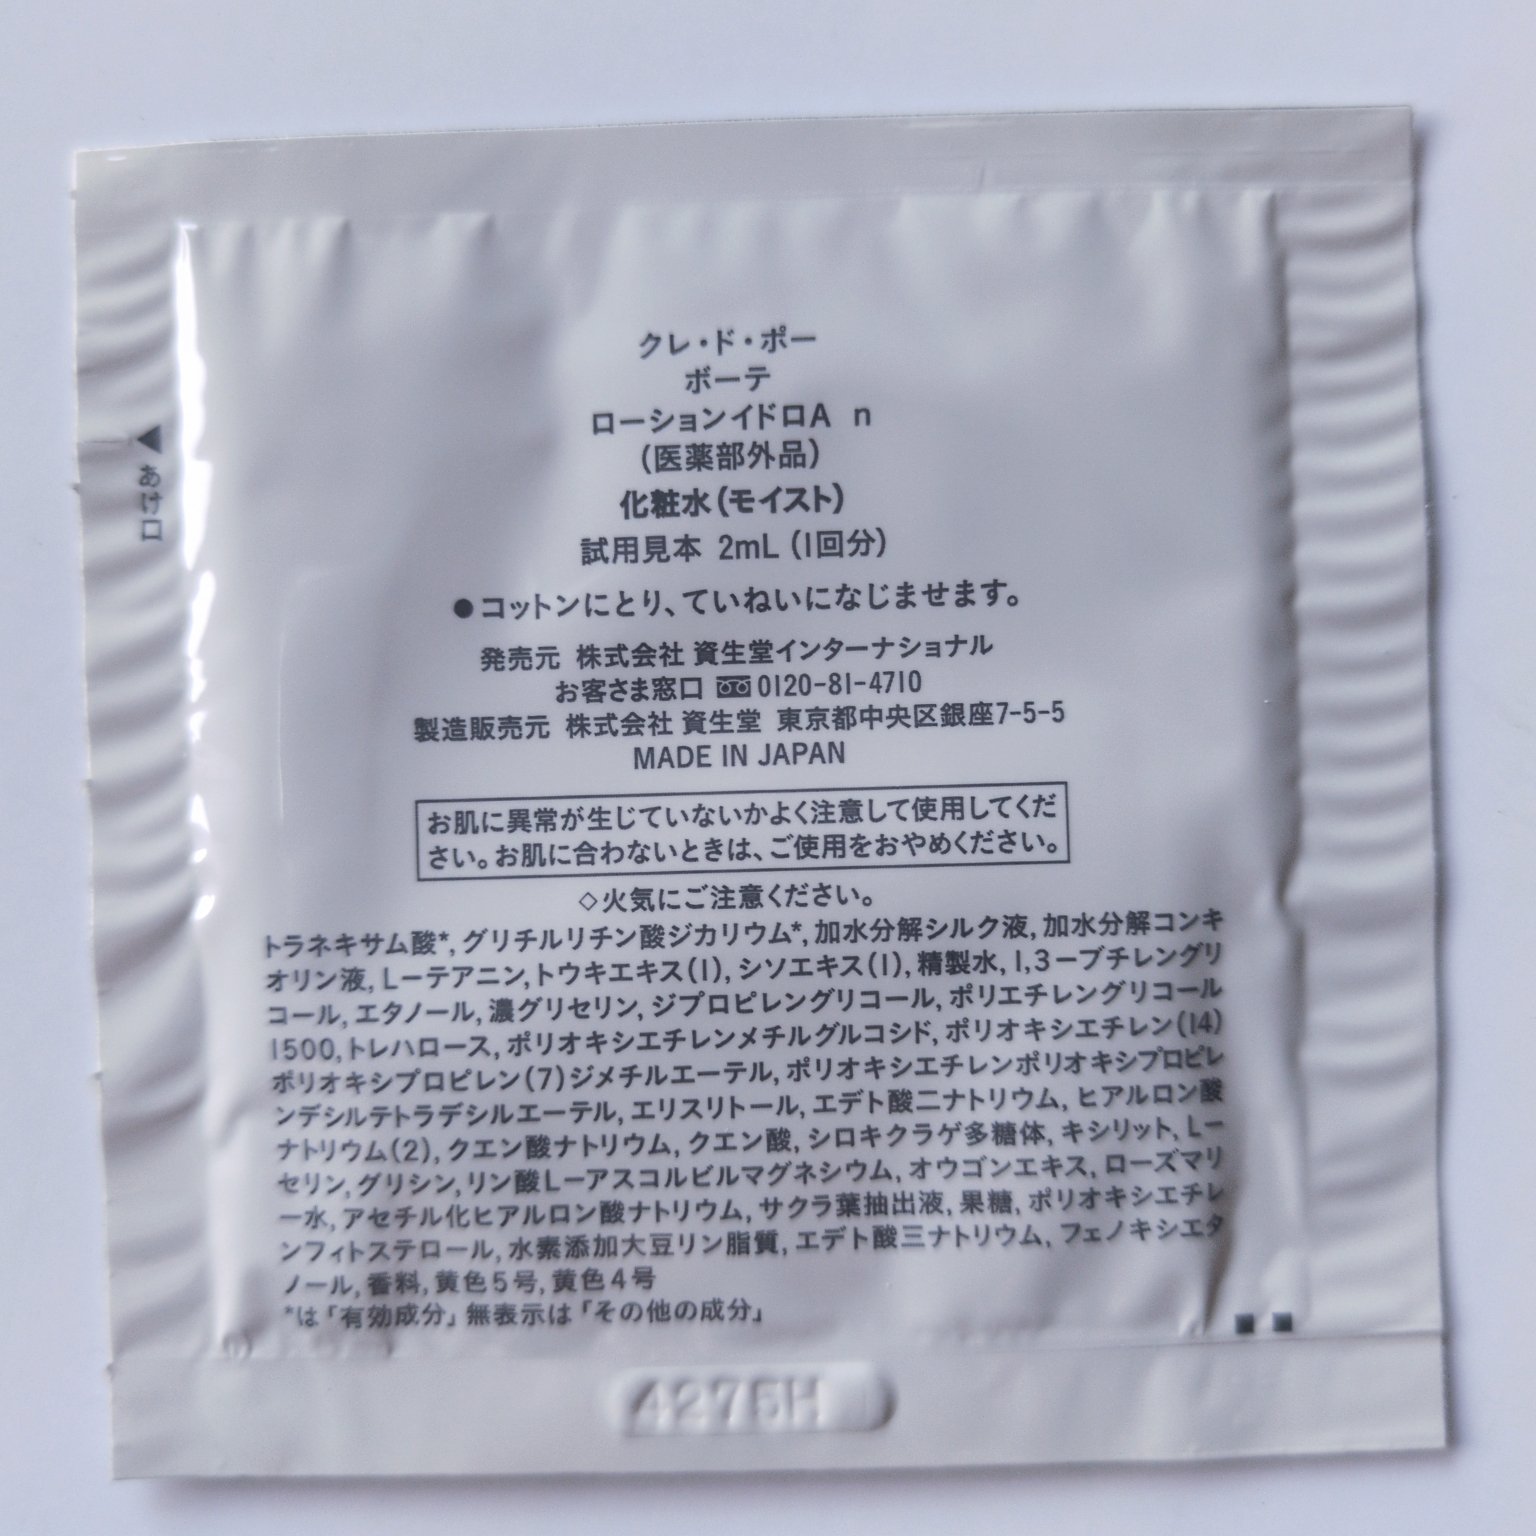 クレ・ド・ポー
ボーテ
ローションイドロA n
(医薬部外品)
化粧水(モイスト)
試用見本 2mL (1回分)
●コットンにとり、ていねいになじませます。
発売元 株式会社 資生堂インターナショナル
お客さま窓口 0120-81-4710
製造販売元 株式会社 資生堂 東京都中央区銀座7-5-5
MADE IN JAPAN
お肌に異常が生じていないかよく注意して使用してくだ
さい。お肌に合わないときは、ご使用をおやめください。
◇火気にご注意ください。
トラネキサム酸*, グリチルリチン酸ジカリウム*, 加水分解シルク液, 加水分解コンキ
オリン液, L-テアニン, トウキエキス(1), シソエキス(1), 精製水, 1,3-ブチレングリ
コール, エタノール, 濃グリセリン, ジプロピレングリコール, ポリエチレングリコール
1500, トレハロース, ポリオキシエチレンメチルグルコシド, ポリオキシエチレン(14)
ポリオキシプロピレン(7)ジメチルエーテル, ポリオキシエチレンポリオキシプロピレ
ンデシルテトラデシルエーテル, エリスリトール, エデト酸二ナトリウム, ヒアルロン酸
ナトリウム(2), クエン酸ナトリウム, クエン酸, シロキクラゲ多糖体, キシリット, L-
セリン, グリシン, リン酸L-アスコルビルマグネシウム, オウゴンエキス, ローズマリ
ー水, アセチル化ヒアルロン酸ナトリウム, サクラ葉抽出液, 果糖, ポリオキシエチレ
ンフィトステロール, 水素添加大豆リン脂質, エデト酸三ナトリウム, フェノキシエタ
ノール, 香料, 黄色5号, 黄色4号
*は「有効成分」無表示は「その他の成分」
◀あけ口
4275H